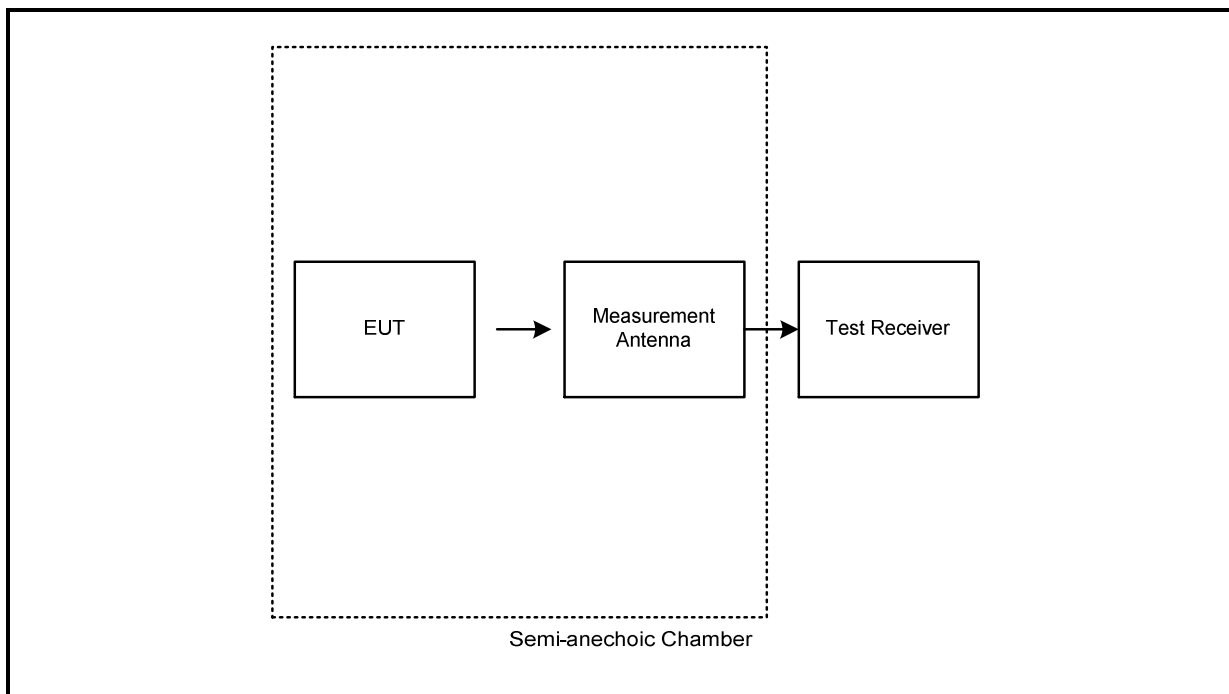 EUT
Measurement
Antenna
Test Receiver
Semi-anechoic Chamber